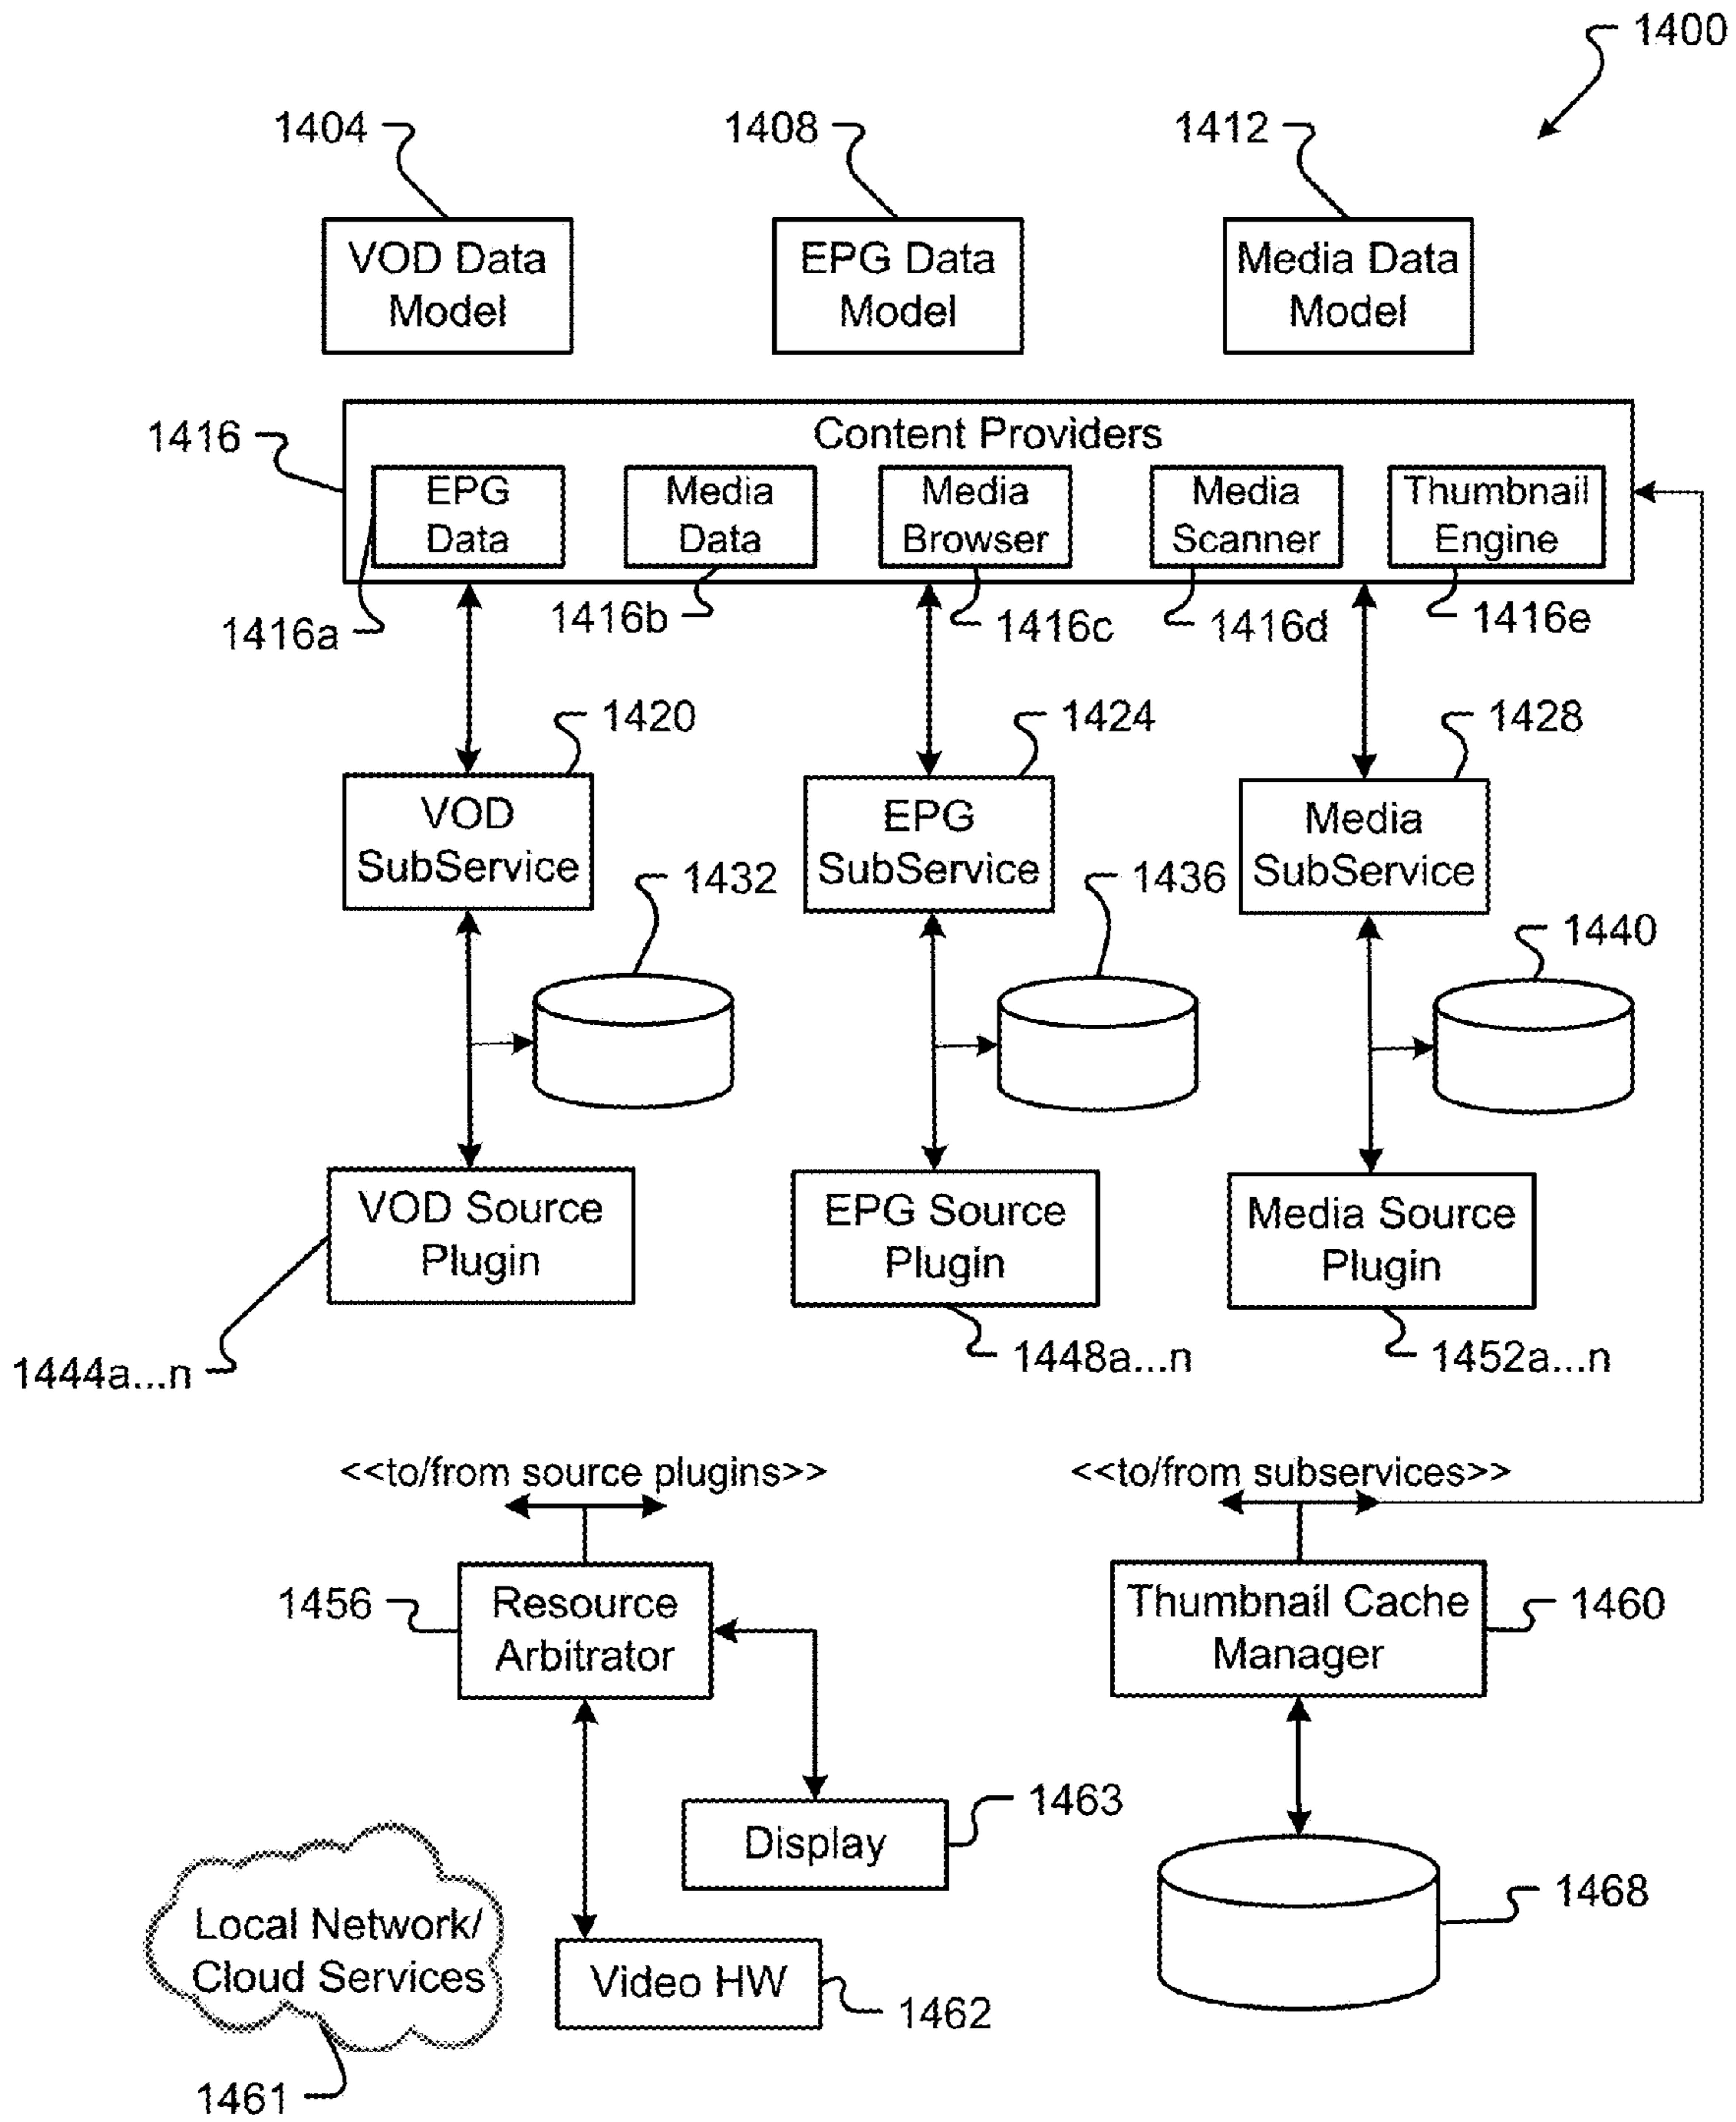 1400
1404
1408
1412
VOD Data
Model
EPG Data
Model
Media Data
Model
1416
Content Providers
EPG
Data
Media
Data
Media
Browser
Media
Scanner
Thumbnail
Engine
1416a
1416b
1416c
1416d
1416e
1420
1424
1428
VOD
SubService
EPG
SubService
Media
SubService
1432
1436
1440
VOD Source
Plugin
EPG Source
Plugin
Media Source
Plugin
1444a...n
1448a...n
1452a...n
<<to/from source plugins>>
<<to/from subservices>>
1456
Resource
Arbitrator
Thumbnail Cache
Manager
1460
Display
1463
Local Network/
Cloud Services
1461
Video HW
1462
1468